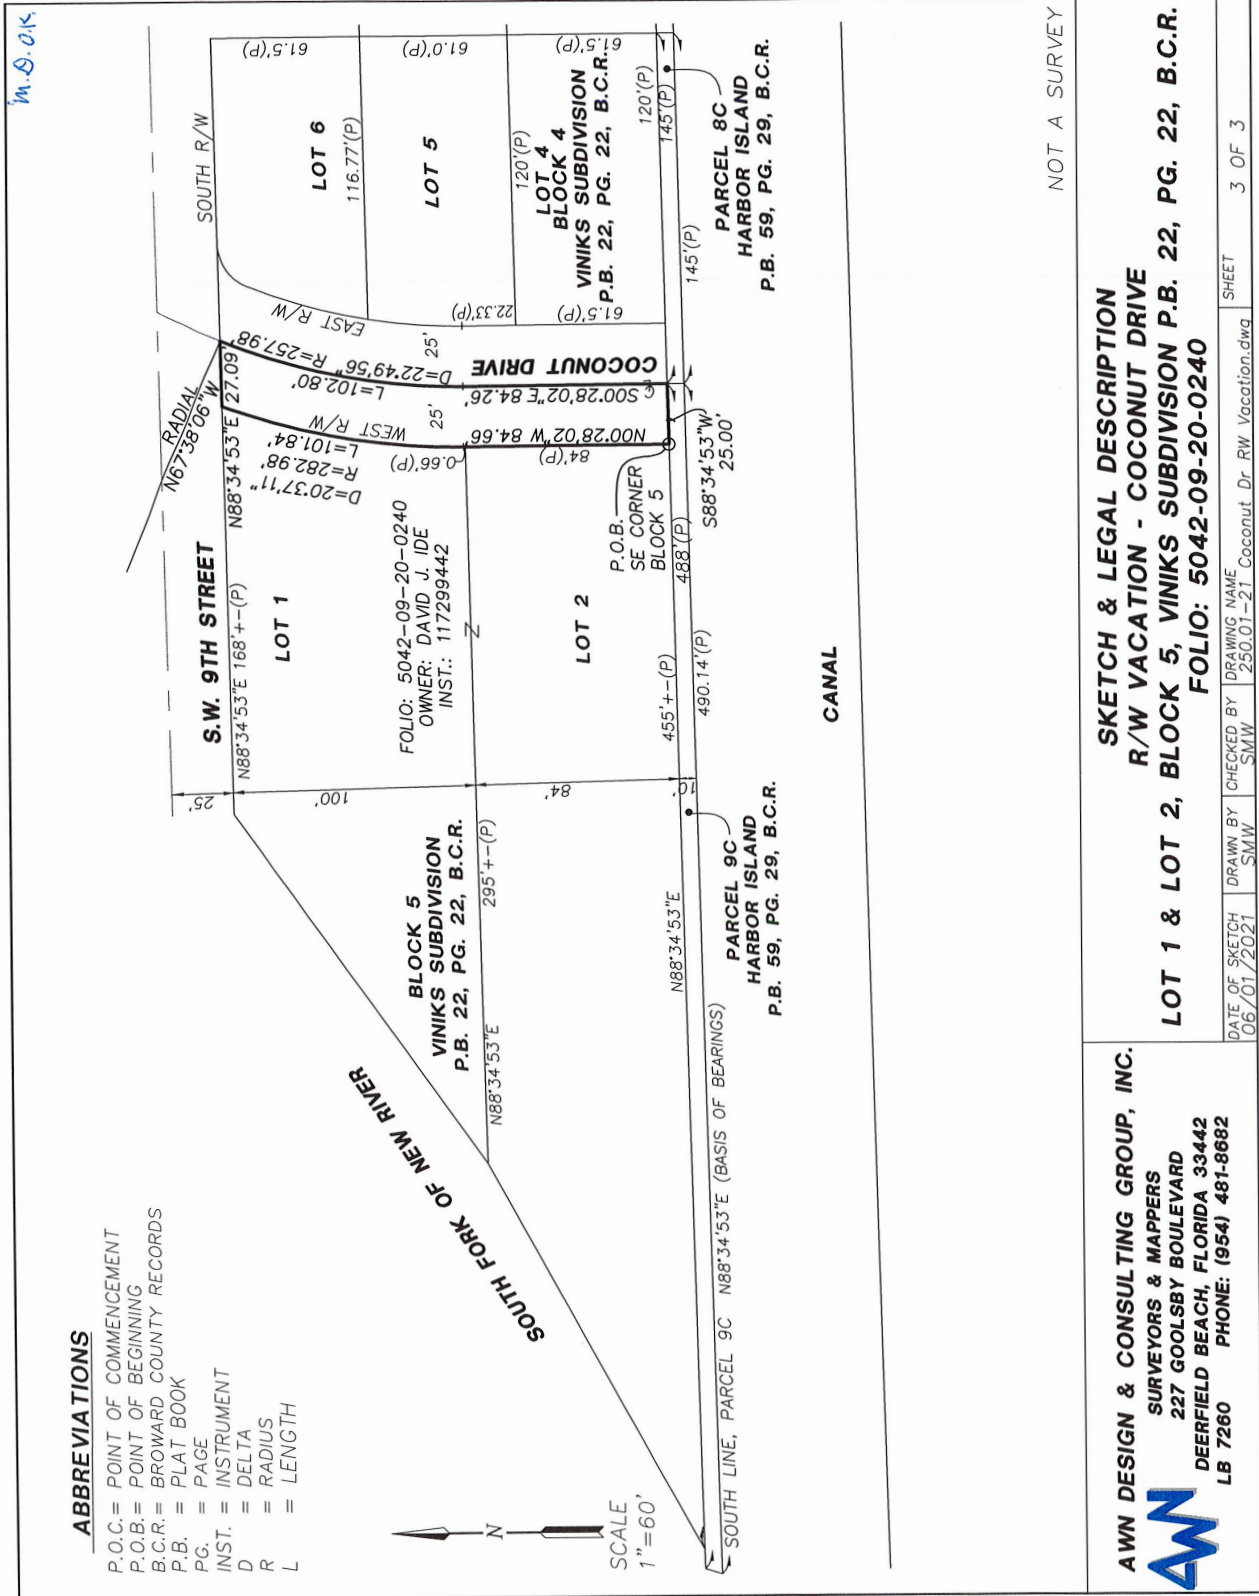 m.D. O.K.
ABBREVIATIONS
P.O.C. = POINT OF COMMENCEMENT
P.O.B. = POINT OF BEGINNING
B.C.R. = BROWARD COUNTY RECORDS
P.B. = PLAT BOOK
PG. = PAGE
INST. = INSTRUMENT
D = DELTA
R = RADIUS
L = LENGTH
N
SCALE
1"=60'
SOUTH FORK OF NEW RIVER
S.W. 9TH STREET
SOUTH R/W
RADIAL
N67°38'06"W
N88°34'53"E 168'+-(P)
N88°34'53"E 27.09'
25'
100'
84'
10'
LOT 1
D=20°37'11"
R=282.98'
L=101.84'
WEST R/W
L=102.80'
D=22°49'56" R=257.98'
EAST R/W
25'
25'
LOT 6
116.77'(P)
61.5'(P)
LOT 5
61.0'(P)
120'(P)
22.33'(P)
LOT 4
BLOCK 4
VINIKS SUBDIVISION
P.B. 22, PG. 22, B.C.R.
61.5'(P)
61.5'(P)
120'(P)
145'(P)
145'(P)
PARCEL 8C
HARBOR ISLAND
P.B. 59, PG. 29, B.C.R.
COCONUT DRIVE
S00°28'02"E 84.26'
N00°28'02"W 84.66'
0.66'(P)
84'(P)
FOLIO: 5042-09-20-0240
OWNER: DAVID J. IDE
INST.: 117299442
Z
LOT 2
P.O.B.
SE CORNER
BLOCK 5
S88°34'53"W
25.00'
488'(P)
455'+-(P)
490.14'(P)
BLOCK 5
VINIKS SUBDIVISION
P.B. 22, PG. 22, B.C.R.
295'+-(P)
N88°34'53"E
N88°34'53"E
PARCEL 9C
HARBOR ISLAND
P.B. 59, PG. 29, B.C.R.
SOUTH LINE, PARCEL 9C N88°34'53"E (BASIS OF BEARINGS)
CANAL
NOT A SURVEY
AWN
AWN DESIGN & CONSULTING GROUP, INC.
SURVEYORS & MAPPERS
227 GOOLSBY BOULEVARD
DEERFIELD BEACH, FLORIDA 33442
LB 7260 PHONE: (954) 481-8682
SKETCH & LEGAL DESCRIPTION
R/W VACATION - COCONUT DRIVE
LOT 1 & LOT 2, BLOCK 5, VINIKS SUBDIVISION P.B. 22, PG. 22, B.C.R.
FOLIO: 5042-09-20-0240
DATE OF SKETCH
06/01/2021
DRAWN BY
SMW
CHECKED BY
SMW
DRAWING NAME
250.01-21 Coconut Dr RW Vacation.dwg
SHEET
3 OF 3